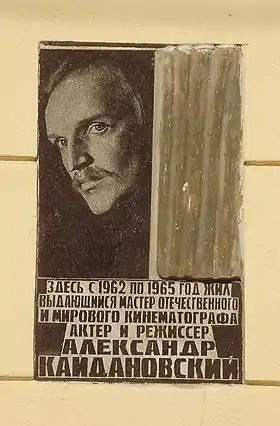 ЗДЕСЬ С 1962 ПО 1965 ГОД ЖИЛ
ВЫДАЮЩИЙСЯ МАСТЕР ОТЕЧЕСТВЕННОГО
И МИРОВОГО КИНЕМАТОГРАФА
АКТЕР И РЕЖИССЕР
АЛЕКСАНДР
КАЙДАНОВСКИЙ